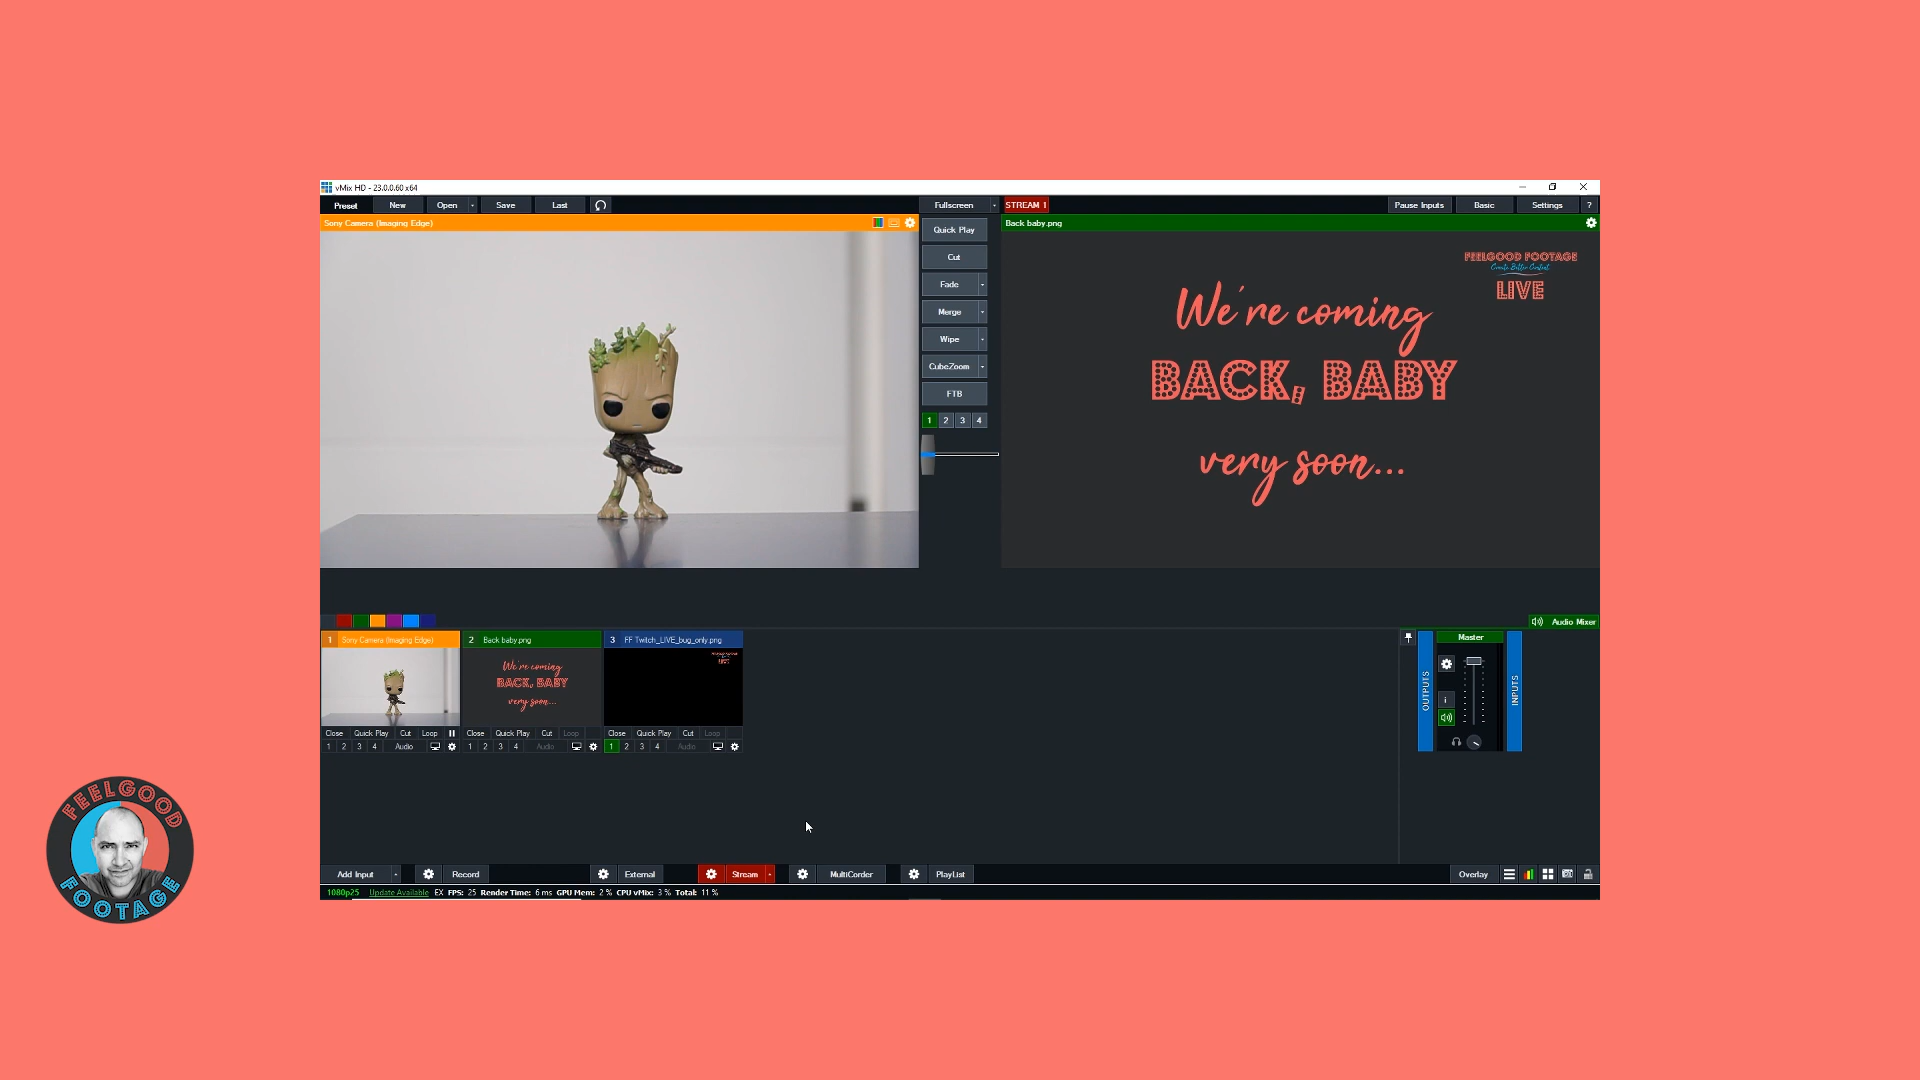 vMix HD - 23.0.0.60 x64
Preset New Open Save Last Fullscreen STREAM 1 Pause Inputs Basic Settings ?
Sony Camera (Imaging Edge)
Back baby.png
Quick Play
Cut
Fade
Merge
Wipe
CubeZoom
FTB
1 2 3 4
FEELGOOD FOOTAGE
Create Better Content
LIVE
We're coming
BACK, BABY
very soon...
Audio Mixer
1 Sony Camera (Imaging Edge)
2 Back baby.png
3 FF Twitch_LIVE_bug_only.png
We're coming
BACK, BABY
very soon...
LIVE
Close Quick Play Cut Loop
1 2 3 4 Audio
Close Quick Play Cut Loop
1 2 3 4 Audio
Close Quick Play Cut Loop
1 2 3 4 Audio
OUTPUTS
Master
i
INPUTS
FEELGOOD
FOOTAGE
Add Input Record External Stream MultiCorder PlayList Overlay
1080p25 Update Available EX FPS: 25 Render Time: 6 ms GPU Mem: 2 % CPU vMix: 3 % Total: 11 %